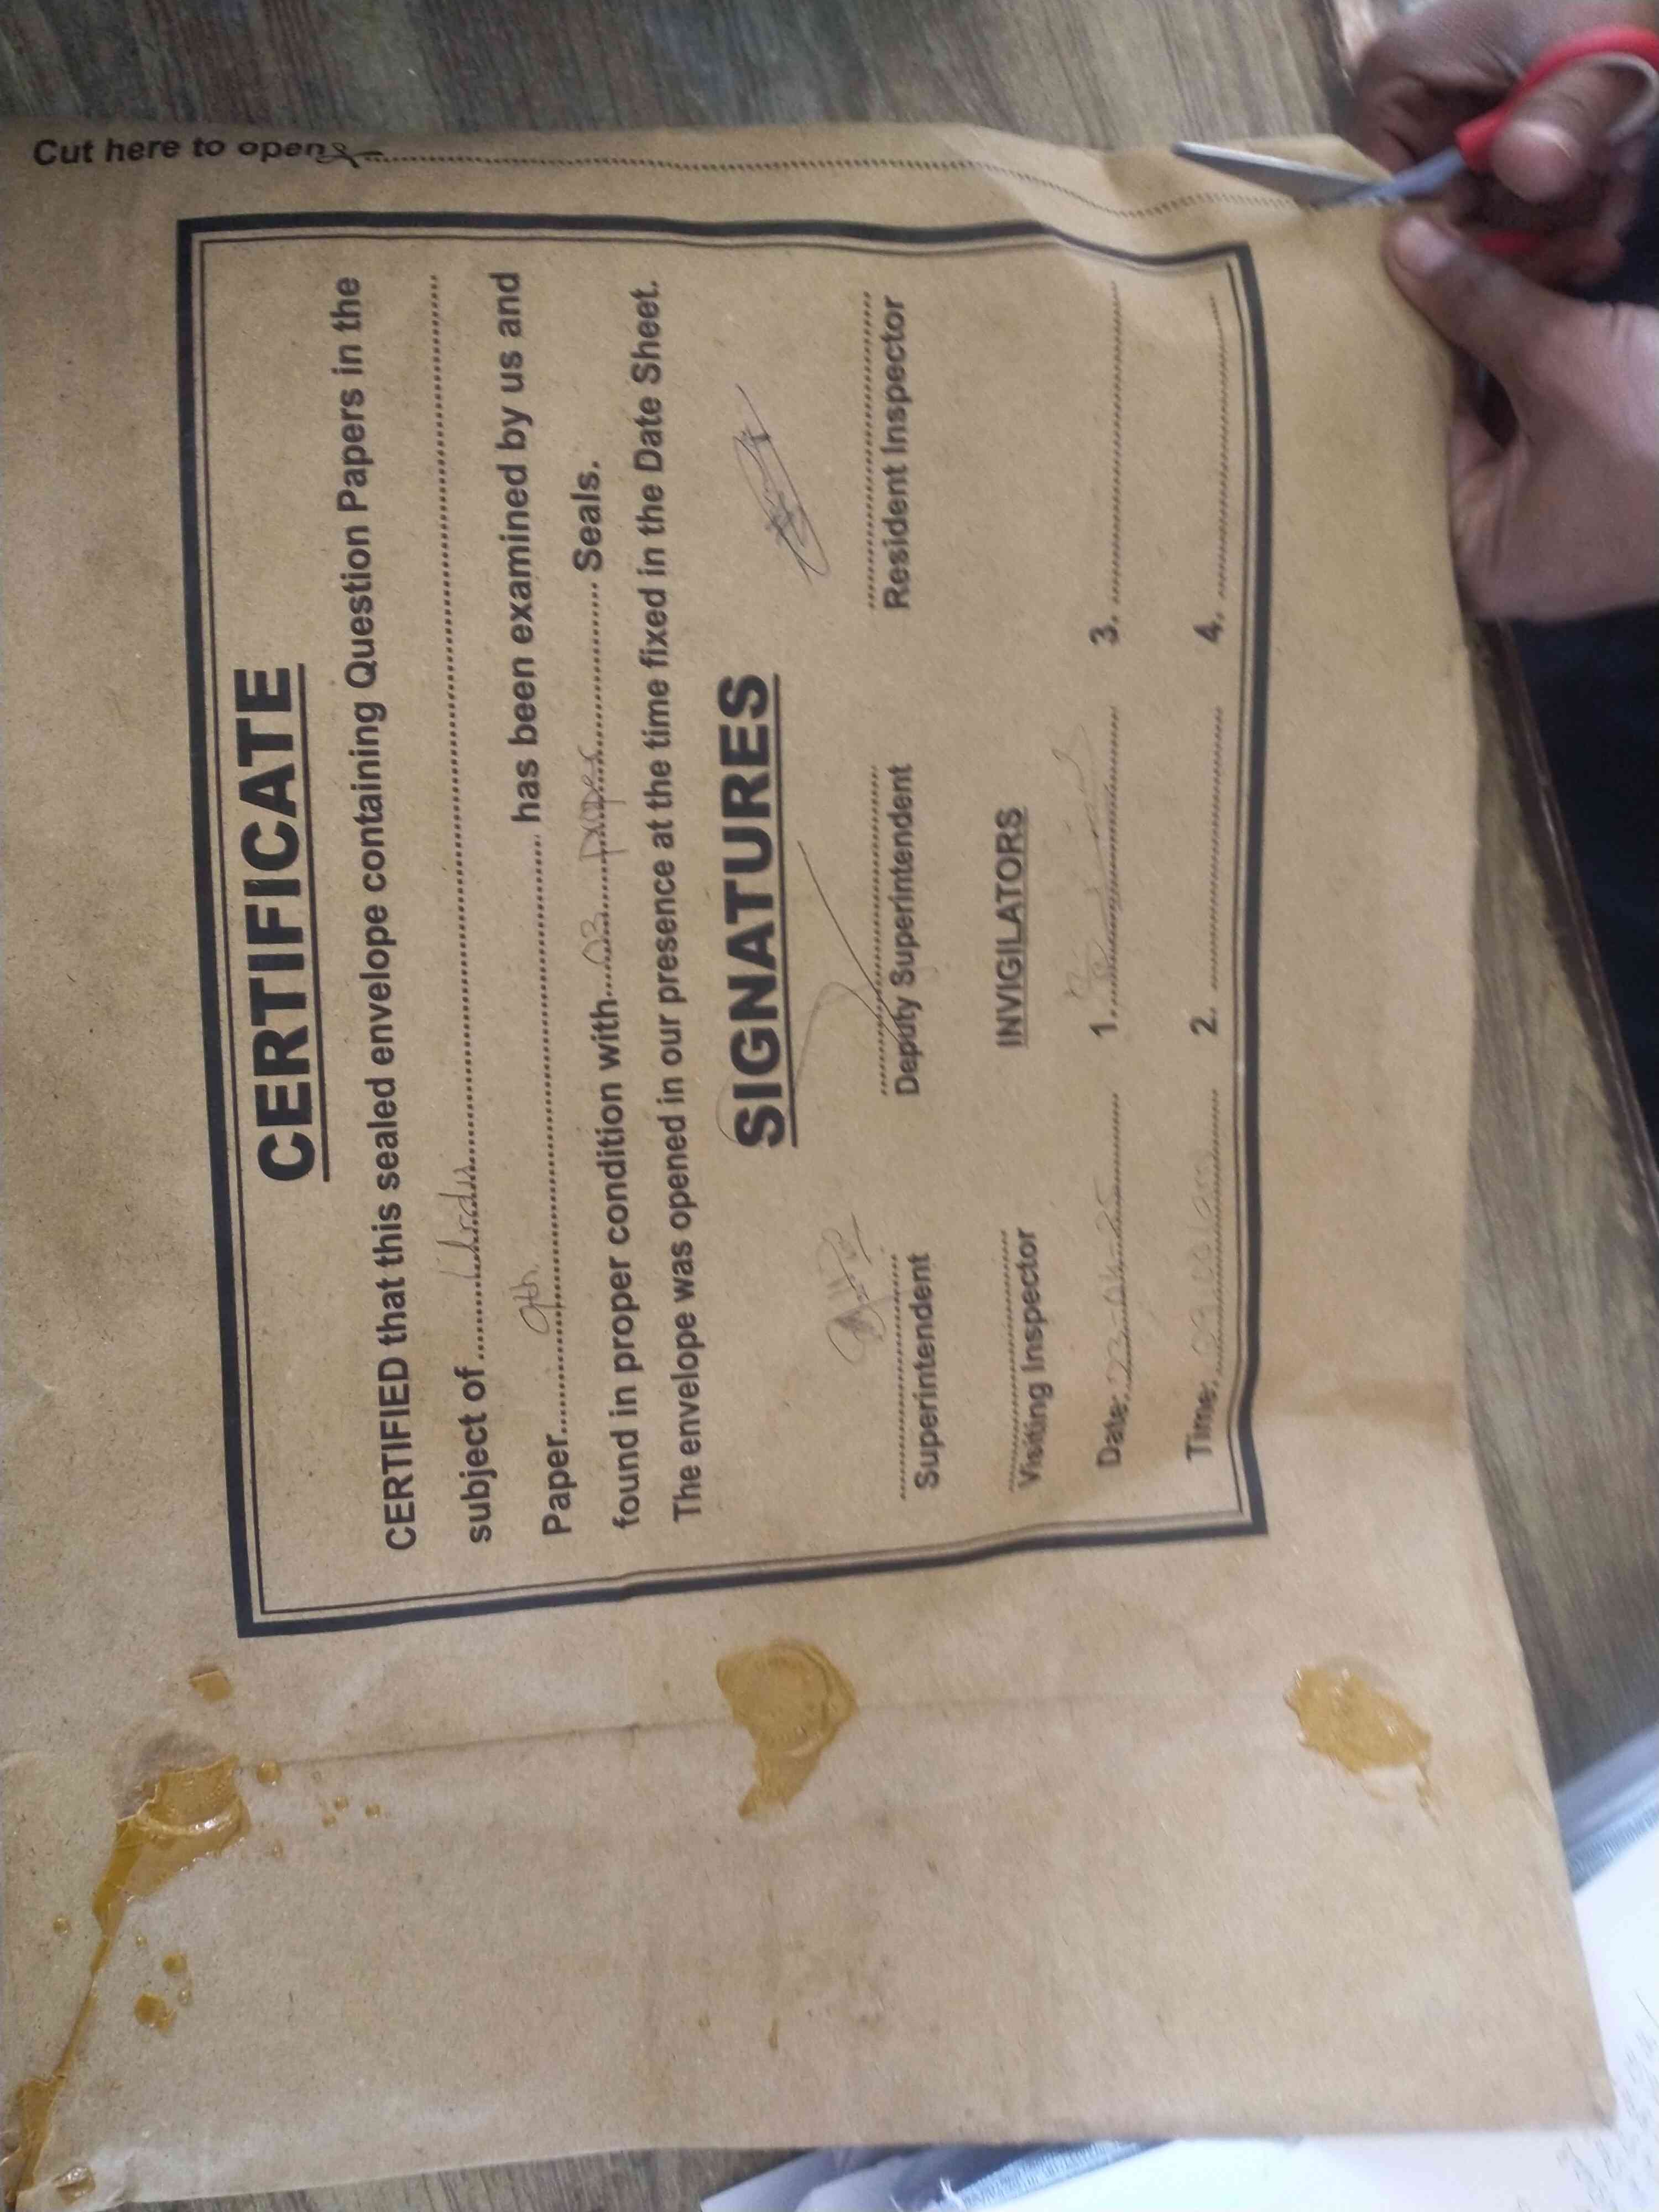 Cut here to open
CERTIFICATE
CERTIFIED that this sealed envelope containing Question Papers in the
subject of ........Urdu........
Paper........9th........ has been examined by us and
found in proper condition with....03....paper........ Seals.
The envelope was opened in our presence at the time fixed in the Date Sheet.
SIGNATURES
Superintendent Deputy Superintendent Resident Inspector
Visiting Inspector INVIGILATORS
Date: 1. 3.
Time: 2. 4.